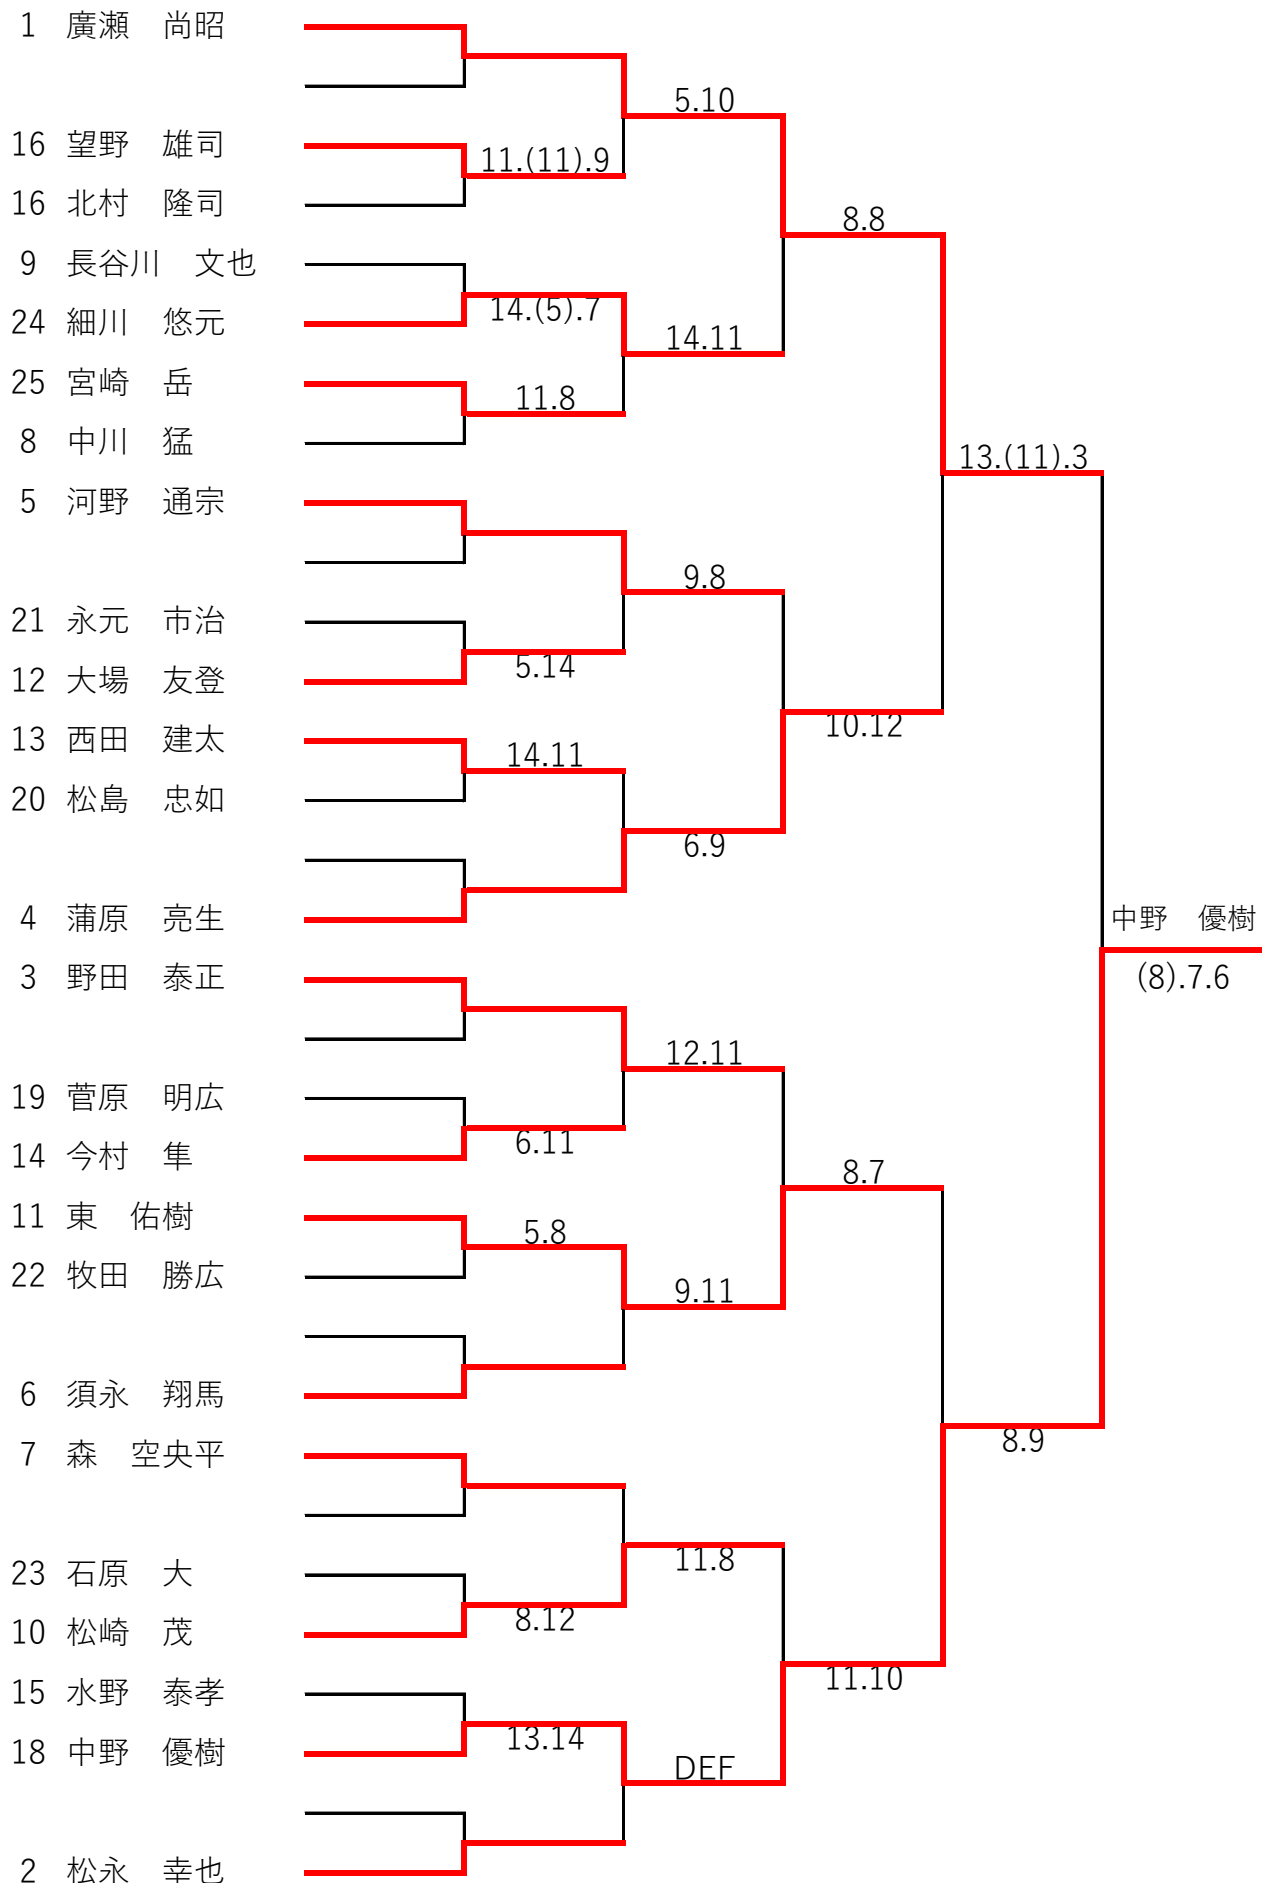 1 廣瀬　尚昭
5.10
16 望野　雄司
11.(11).9
16 北村　隆司
8.8
9 長谷川　文也
14.(5).7
24 細川　悠元
14.11
25 宮崎　岳
11.8
8 中川　猛
13.(11).3
5 河野　通宗
9.8
21 永元　市治
5.14
12 大場　友登
10.12
13 西田　建太
14.11
20 松島　忠如
6.9
4 蒲原　亮生
中野　優樹
3 野田　泰正
(8).7.6
12.11
19 菅原　明広
6.11
14 今村　隼
8.7
11 東　佑樹
5.8
22 牧田　勝広
9.11
6 須永　翔馬
8.9
7 森　空央平
11.8
23 石原　大
8.12
10 松崎　茂
11.10
15 水野　泰孝
13.14
18 中野　優樹
DEF
2 松永　幸也